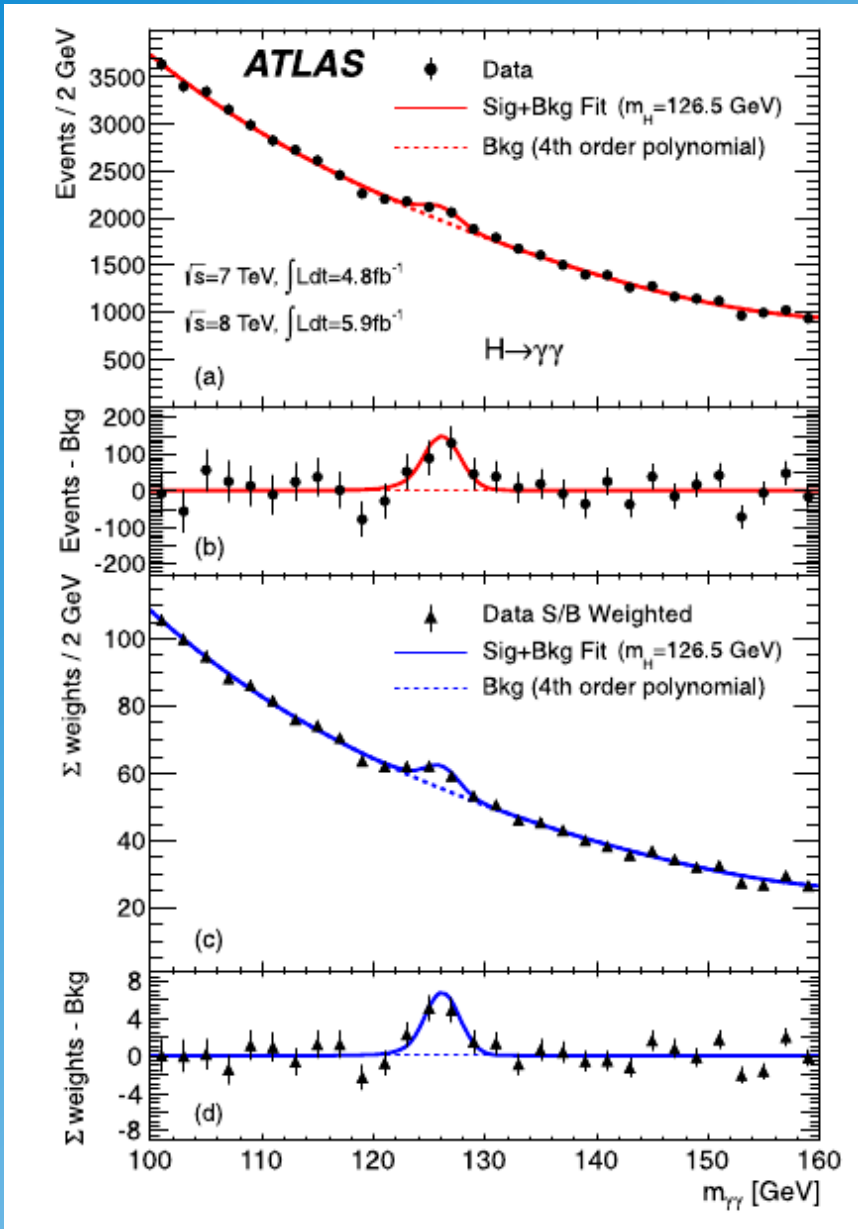 ATLAS
Data
Sig+Bkg Fit (m_H=126.5 GeV)
Bkg (4th order polynomial)
Events / 2 GeV
3500
3000
2500
2000
1500
1000
500
√s=7 TeV, ∫Ldt=4.8fb⁻¹
√s=8 TeV, ∫Ldt=5.9fb⁻¹
H→γγ
(a)
Events - Bkg
200
100
0
-100
-200
(b)
Σ weights / 2 GeV
100
80
60
40
20
Data S/B Weighted
Sig+Bkg Fit (m_H=126.5 GeV)
Bkg (4th order polynomial)
(c)
Σ weights - Bkg
8
4
0
-4
-8
(d)
100 110 120 130 140 150 160
m_γγ [GeV]